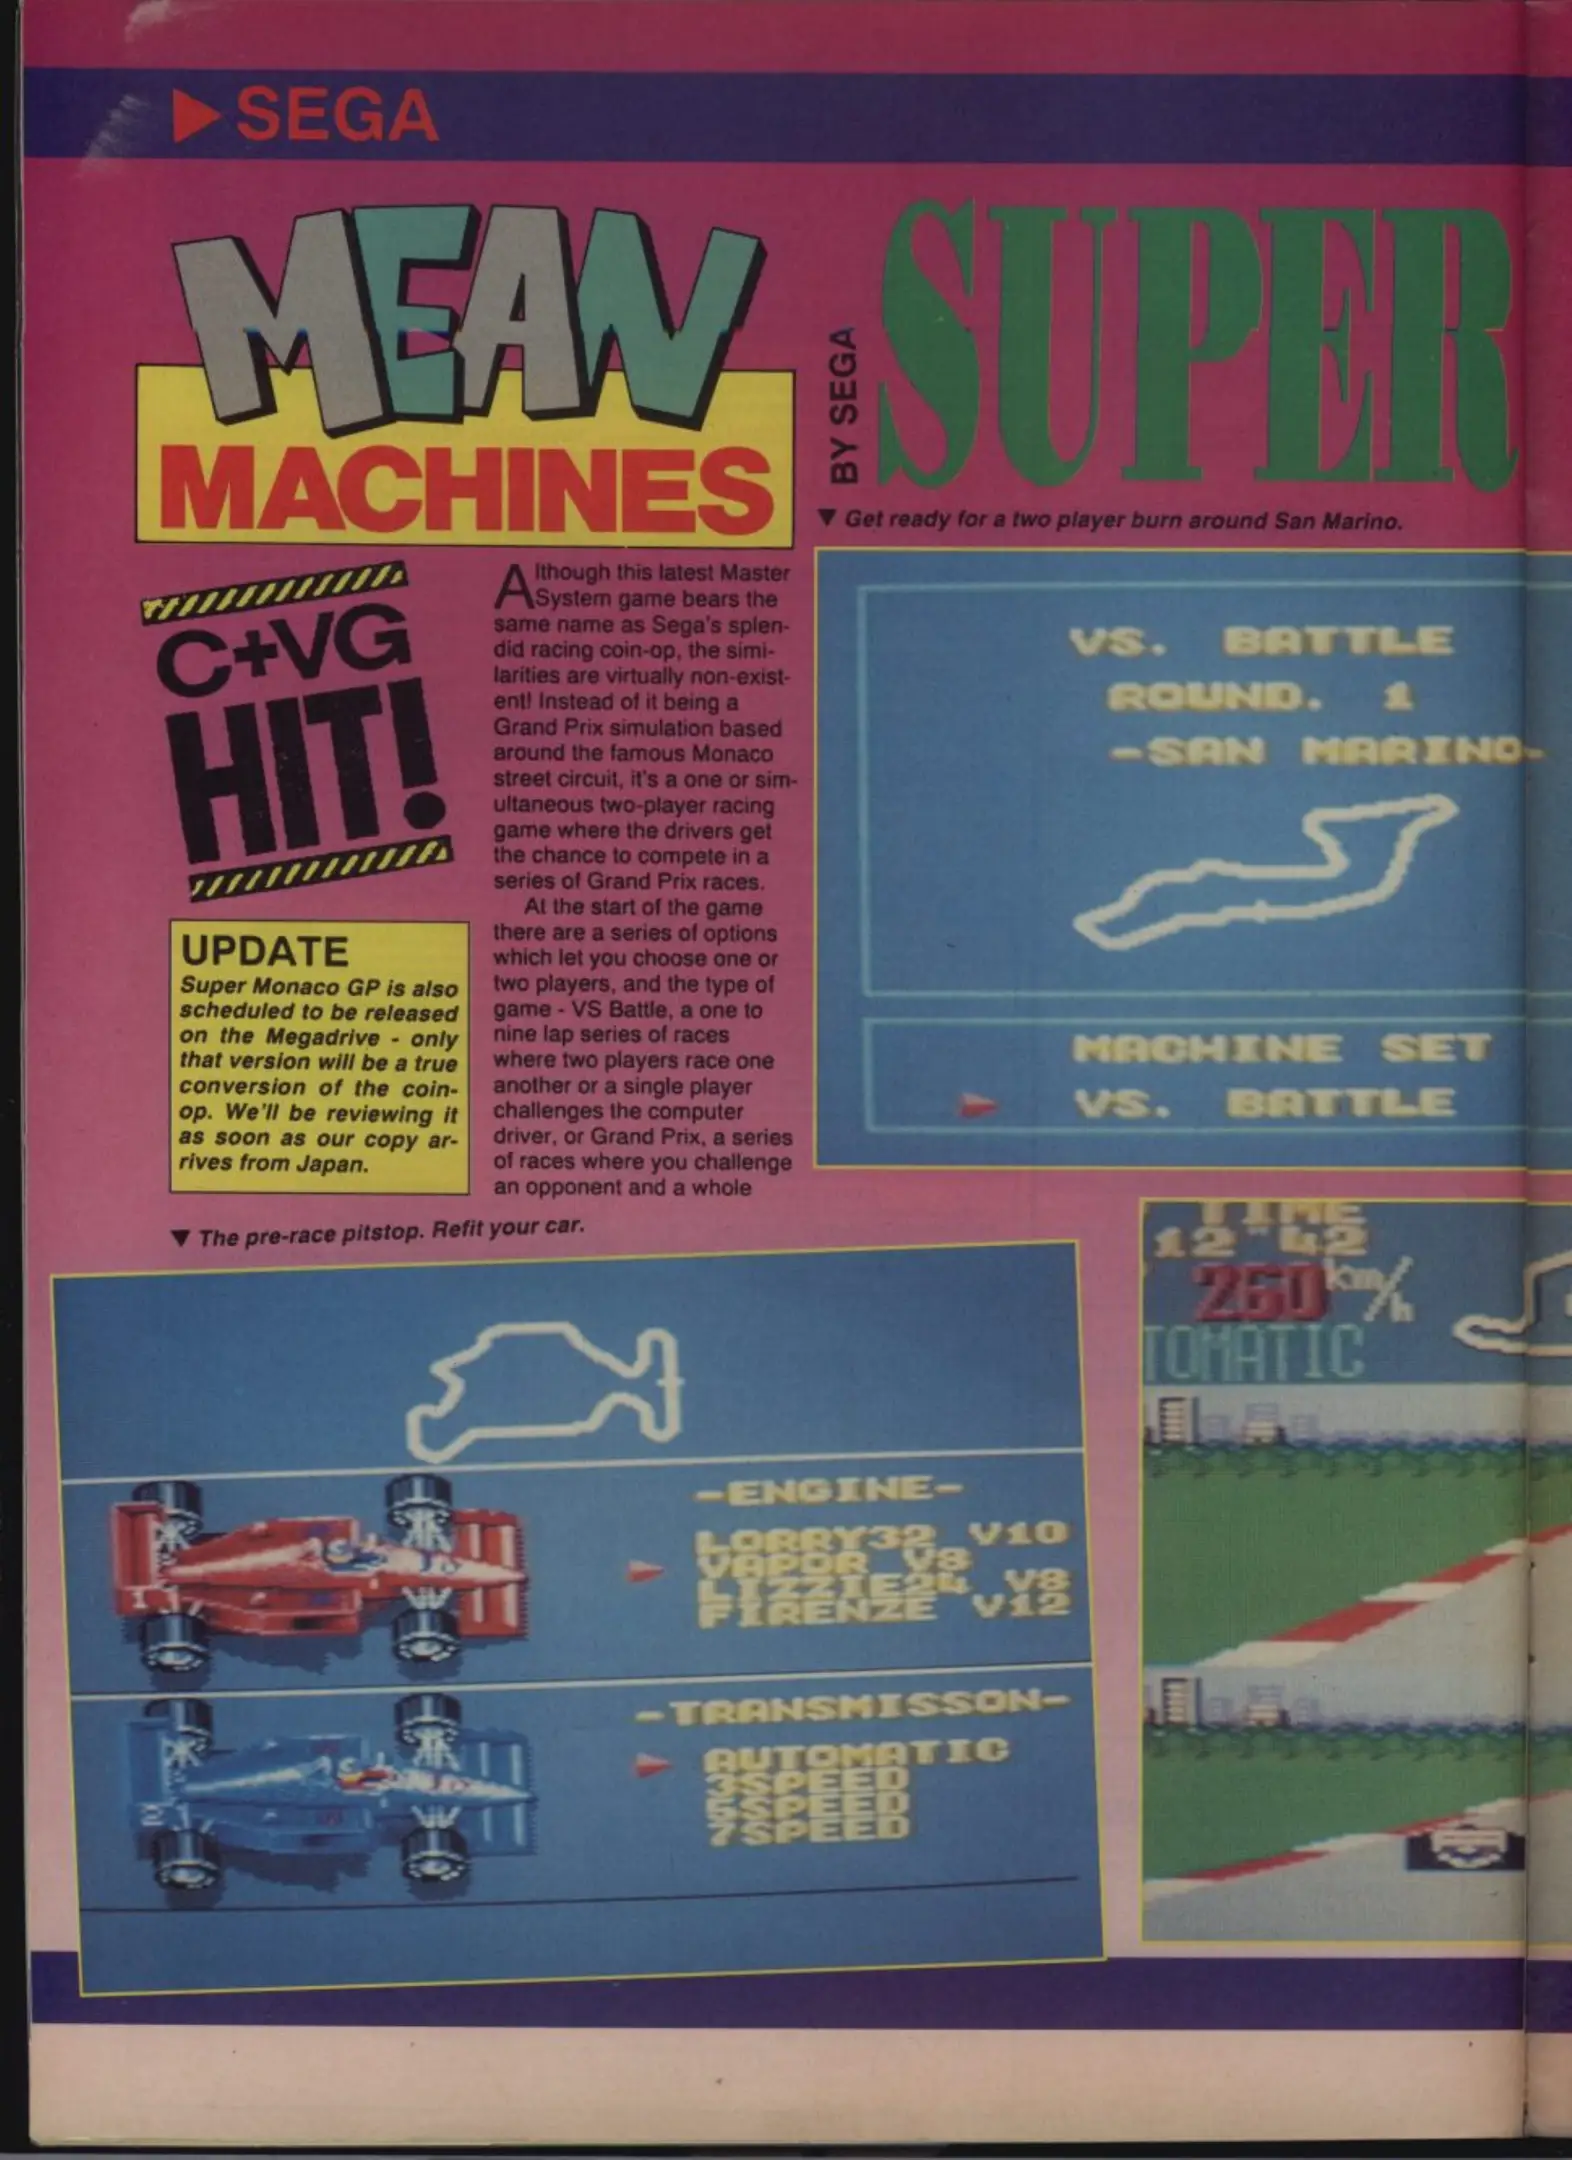 ▶SEGA
MEAN
MACHINES
BY SEGA
SUPER
▼ Get ready for a two player burn around San Marino.
C+VG
HIT!
UPDATE
Super Monaco GP is also
scheduled to be released
on the Megadrive - only
that version will be a true
conversion of the coin-
op. We'll be reviewing it
as soon as our copy ar-
rives from Japan.
Although this latest Master
System game bears the
same name as Sega's splen-
did racing coin-op, the simi-
larities are virtually non-exist-
ent! Instead of it being a
Grand Prix simulation based
around the famous Monaco
street circuit, it's a one or sim-
ultaneous two-player racing
game where the drivers get
the chance to compete in a
series of Grand Prix races.
At the start of the game
there are a series of options
which let you choose one or
two players, and the type of
game - VS Battle, a one to
nine lap series of races
where two players race one
another or a single player
challenges the computer
driver, or Grand Prix, a series
of races where you challenge
an opponent and a whole
VS. BATTLE
ROUND. 1
-SAN MARINO-
MACHINE SET
VS. BATTLE
▼ The pre-race pitstop. Refit your car.
-ENGINE-
LORRY32 V10
VAPOR V8
LIZZIE24 V8
FIRENZE V12
1
-TRANSMISSON-
AUTOMATIC
3SPEED
5SPEED
7SPEED
2
TIME
12"42
260km/h
TOMATIC